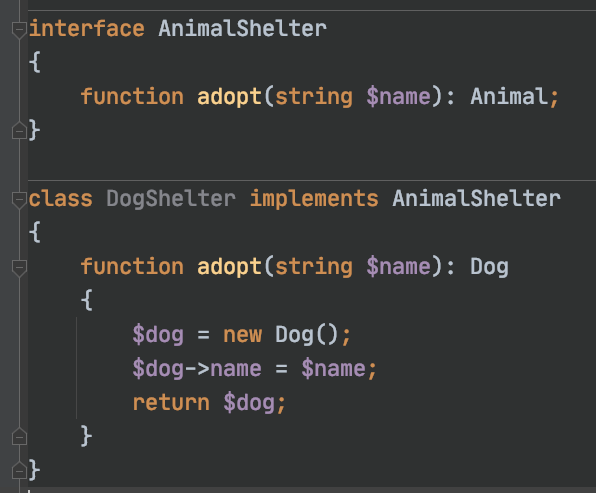 interface AnimalShelter
{
    function adopt(string $name): Animal;
}
class DogShelter implements AnimalShelter
{
    function adopt(string $name): Dog
    {
        $dog = new Dog();
        $dog->name = $name;
        return $dog;
    }
}